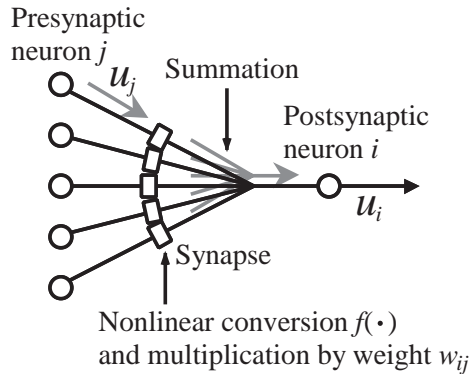 Presynaptic
neuron j
u_j
Summation
Postsynaptic
neuron i
u_i
Synapse
Nonlinear conversion f(·)
and multiplication by weight w_ij